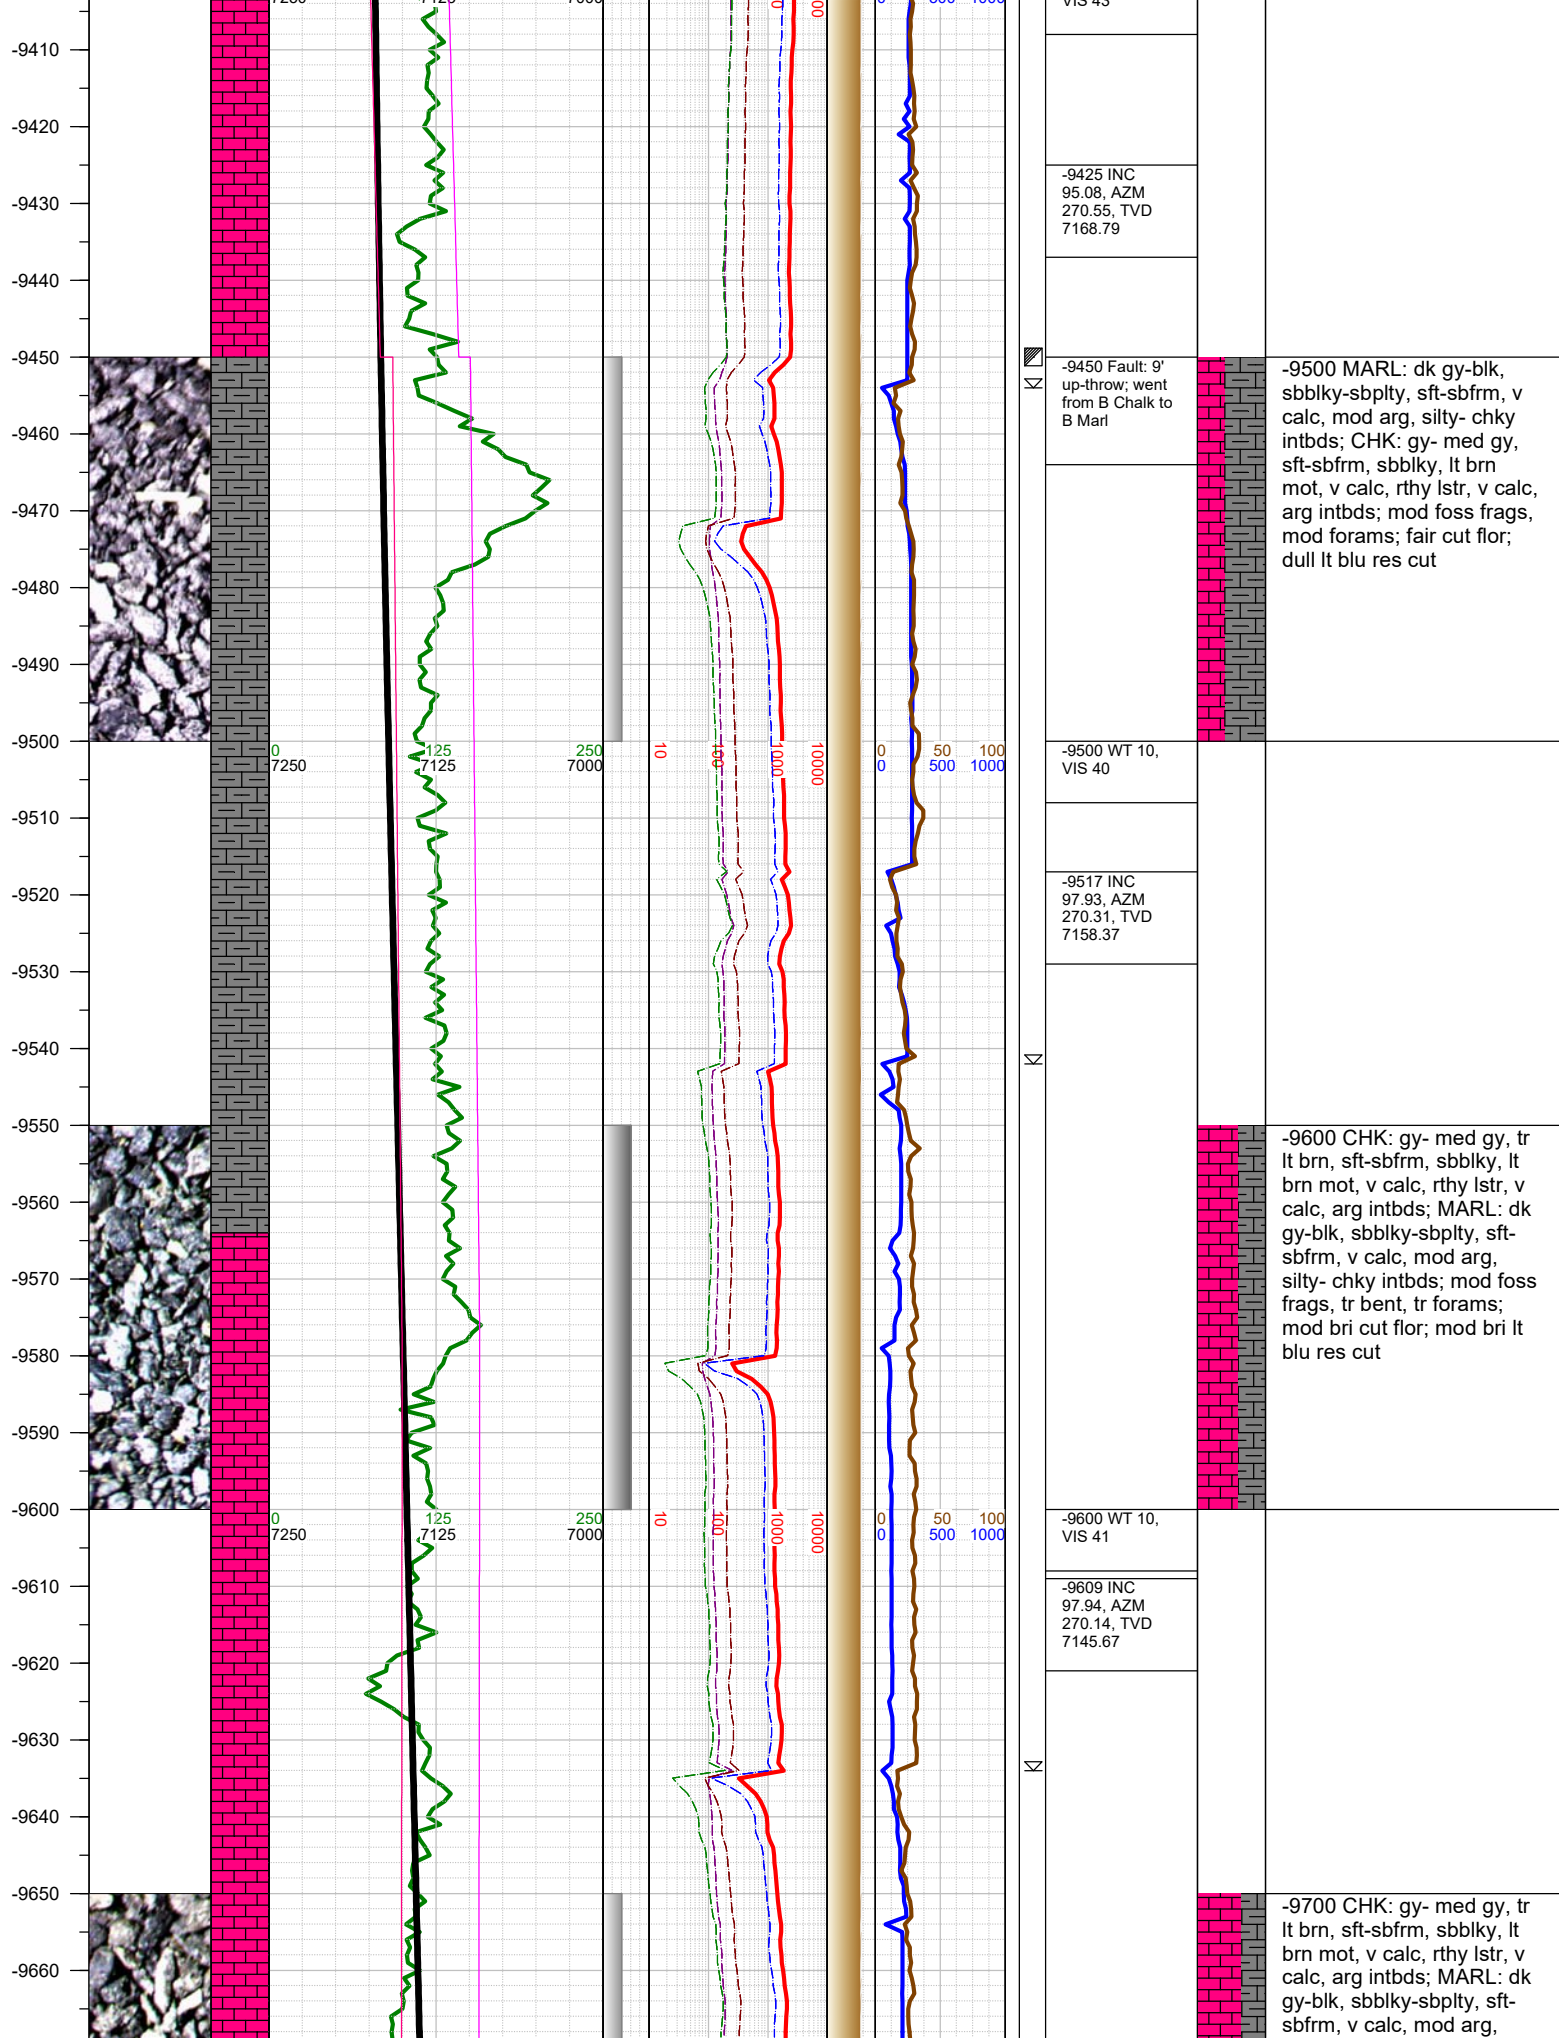 7250
7125
7000
0
500
1000
VIS 43
-9410
-9420
-9425 INC
95.08, AZM
270.55, TVD
7168.79
-9430
-9440
-9450
-9450 Fault: 9'
up-throw; went
from B Chalk to
B Marl
-9500 MARL: dk gy-blk,
sbblky-sbplty, sft-sbfrm, v
calc, mod arg, silty- chky
intbds; CHK: gy- med gy,
sft-sbfrm, sbblky, lt brn
mot, v calc, rthy lstr, v calc,
arg intbds; mod foss frags,
mod forams; fair cut flor;
dull lt blu res cut
-9460
-9470
-9480
-9490
-9500
0 125 250
7250 7125 7000
10 100 1000 10000
0 50 100
0 500 1000
-9500 WT 10,
VIS 40
-9510
-9517 INC
97.93, AZM
270.31, TVD
7158.37
-9520
-9530
-9540
-9550
-9600 CHK: gy- med gy, tr
lt brn, sft-sbfrm, sbblky, lt
brn mot, v calc, rthy lstr, v
calc, arg intbds; MARL: dk
gy-blk, sbblky-sbplty, sft-
sbfrm, v calc, mod arg,
silty- chky intbds; mod foss
frags, tr bent, tr forams;
mod bri cut flor; mod bri lt
blu res cut
-9560
-9570
-9580
-9590
-9600
0 125 250
7250 7125 7000
10 100 1000 10000
0 50 100
0 500 1000
-9600 WT 10,
VIS 41
-9609 INC
97.94, AZM
270.14, TVD
7145.67
-9610
-9620
-9630
-9640
-9650
-9700 CHK: gy- med gy, tr
lt brn, sft-sbfrm, sbblky, lt
brn mot, v calc, rthy lstr, v
calc, arg intbds; MARL: dk
gy-blk, sbblky-sbplty, sft-
sbfrm, v calc, mod arg,
-9660